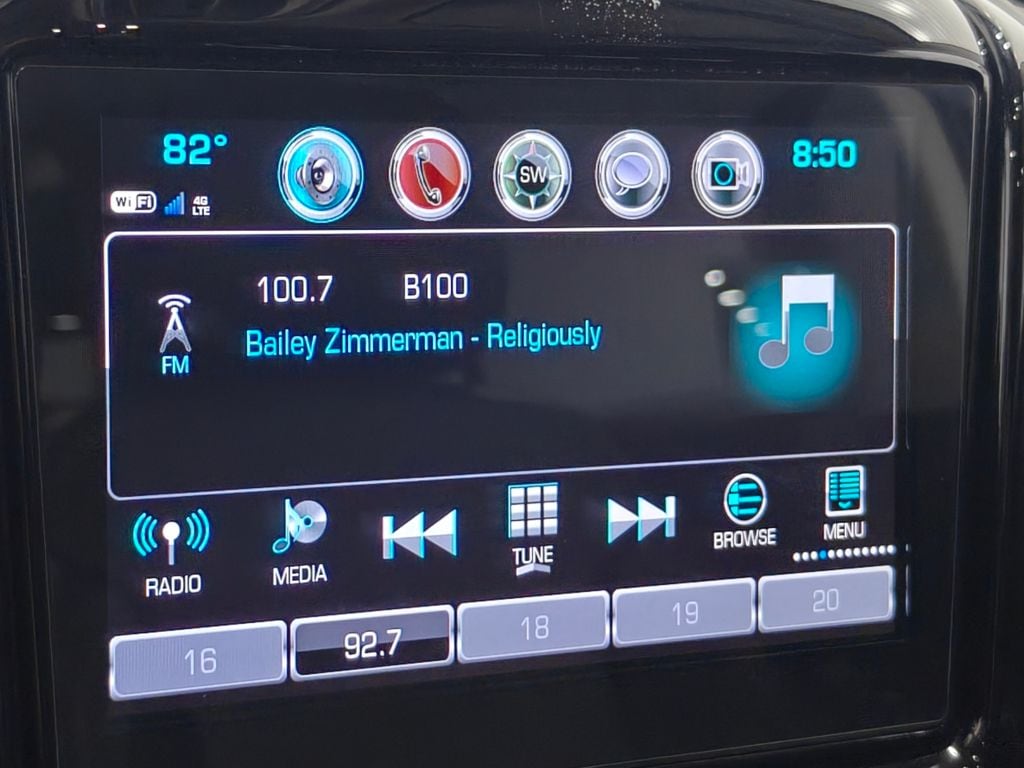 82°
8:50
WiFi 4G
LTE
SW
100.7 B100
Bailey Zimmerman - Religiously
FM
RADIO MEDIA TUNE BROWSE MENU
16 92.7 18 19 20